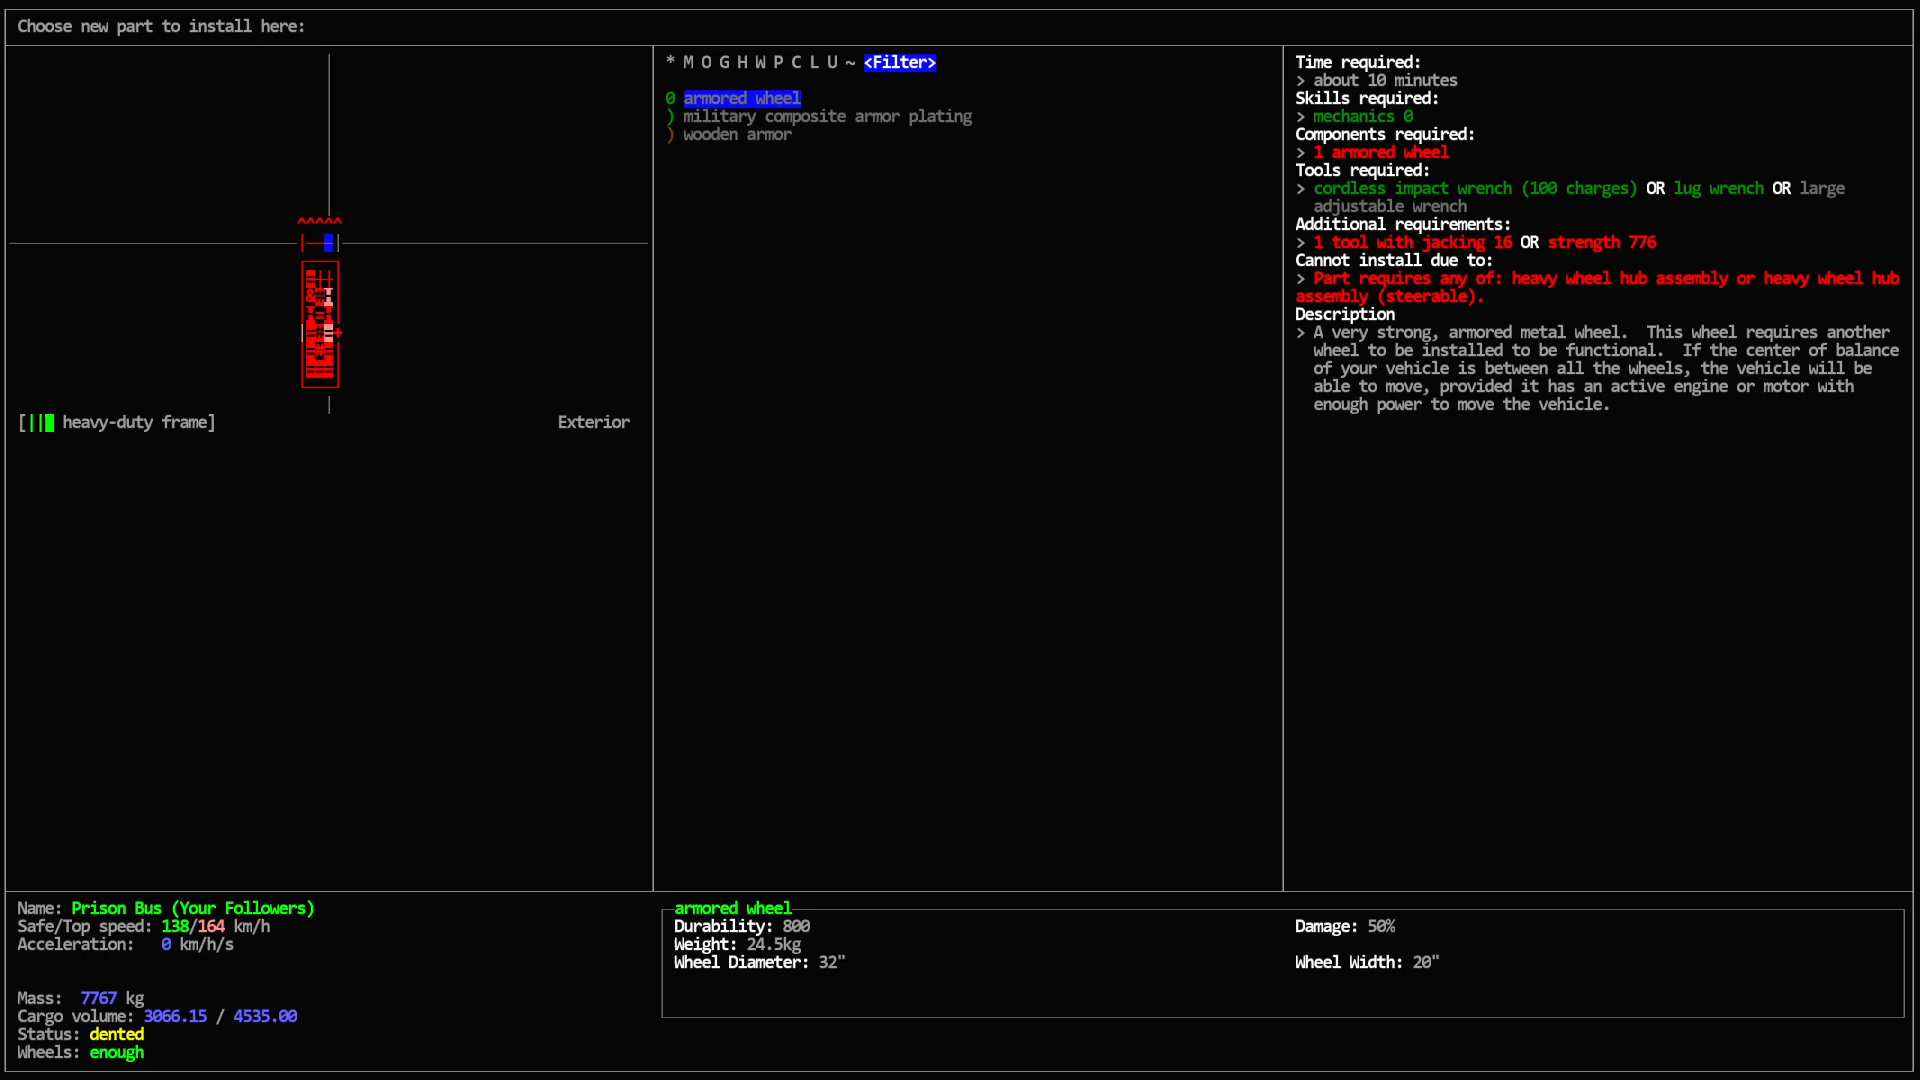 Choose new part to install here:
* M O G H W P C L U ~ <Filter>
0 armored wheel
) military composite armor plating
) wooden armor
[|||| heavy-duty frame]
Exterior
Time required:
> about 10 minutes
Skills required:
> mechanics 0
Components required:
> 1 armored wheel
Tools required:
> cordless impact wrench (100 charges) OR lug wrench OR large
adjustable wrench
Additional requirements:
> 1 tool with jacking 16 OR strength 776
Cannot install due to:
> Part requires any of: heavy wheel hub assembly or heavy wheel hub
assembly (steerable).
Description
> A very strong, armored metal wheel.  This wheel requires another
wheel to be installed to be functional.  If the center of balance
of your vehicle is between all the wheels, the vehicle will be
able to move, provided it has an active engine or motor with
enough power to move the vehicle.
Name: Prison Bus (Your Followers)
Safe/Top speed: 138/164 km/h
Acceleration:   0 km/h/s
Mass:  7767 kg
Cargo volume: 3066.15 / 4535.00
Status: dented
Wheels: enough
armored wheel
Durability: 800
Damage: 50%
Weight: 24.5kg
Wheel Diameter: 32"
Wheel Width: 20"